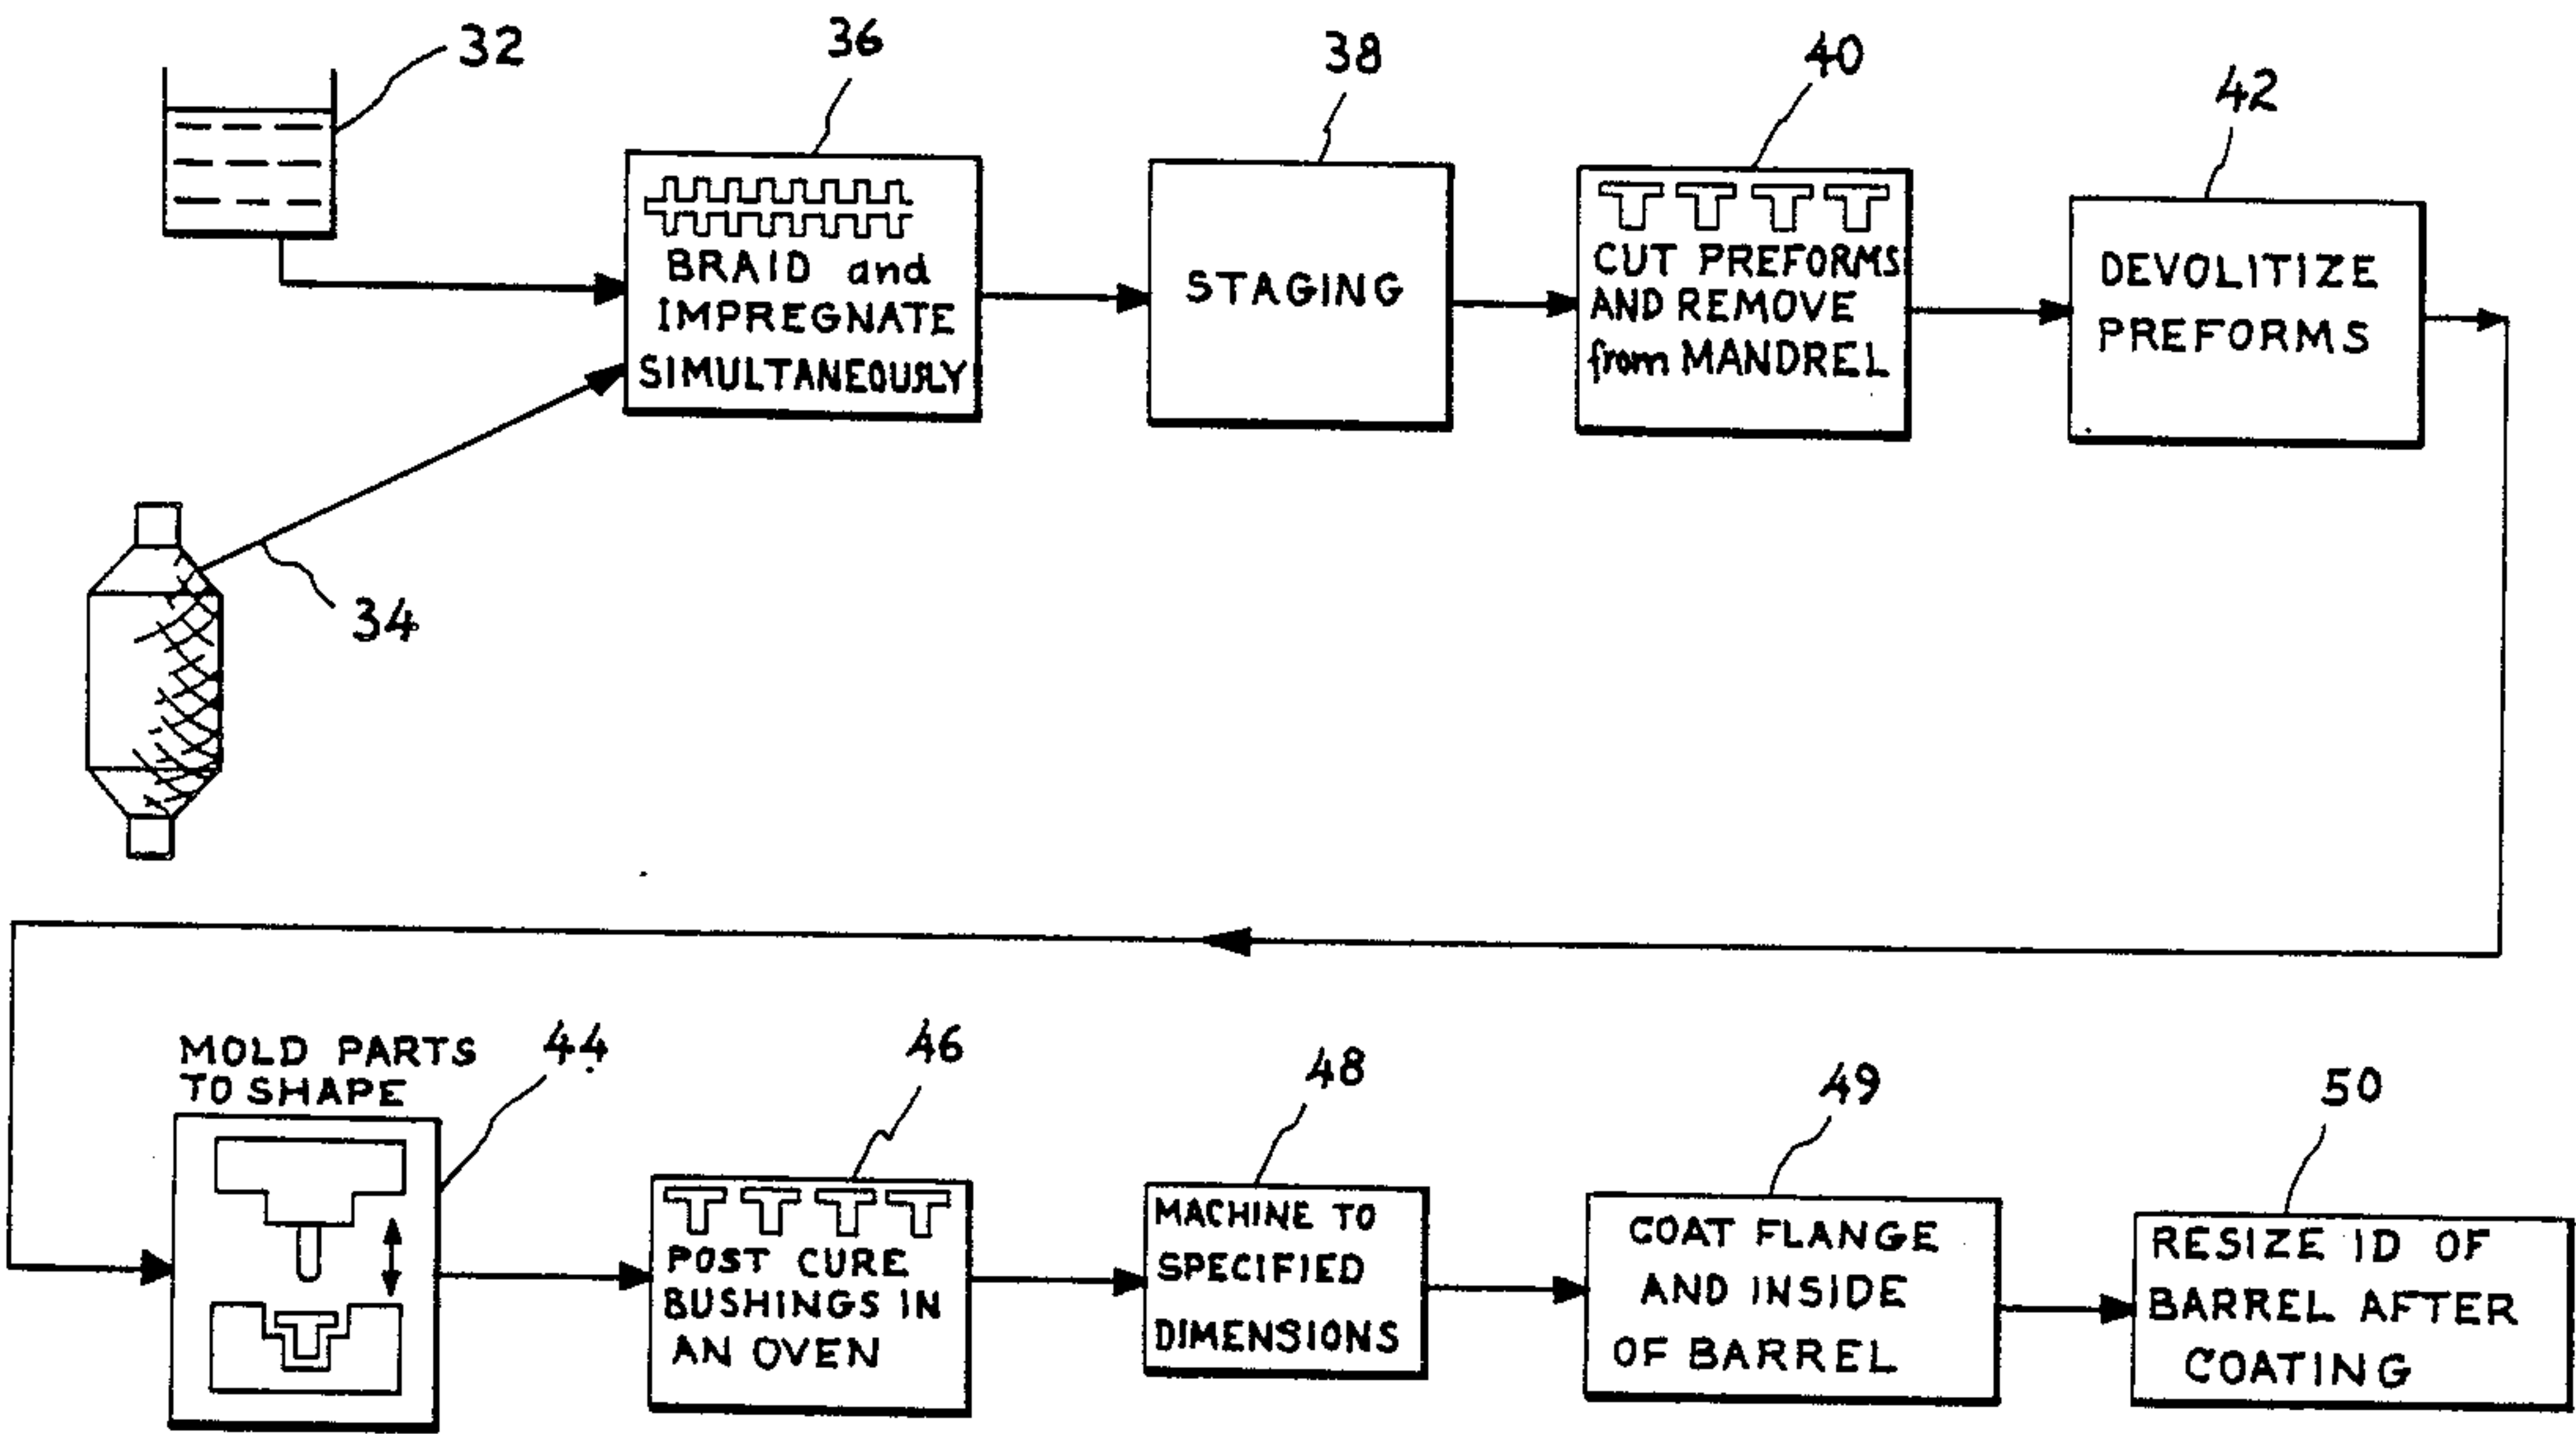 32
36
38
40
42
BRAID and
IMPREGNATE
SIMULTANEOUSLY
STAGING
CUT PREFORMS
AND REMOVE
from MANDREL
DEVOLITIZE
PREFORMS
34
MOLD PARTS
TO SHAPE
44
46
48
49
50
POST CURE
BUSHINGS IN
AN OVEN
MACHINE TO
SPECIFIED
DIMENSIONS
COAT FLANGE
AND INSIDE
OF BARREL
RESIZE ID OF
BARREL AFTER
COATING